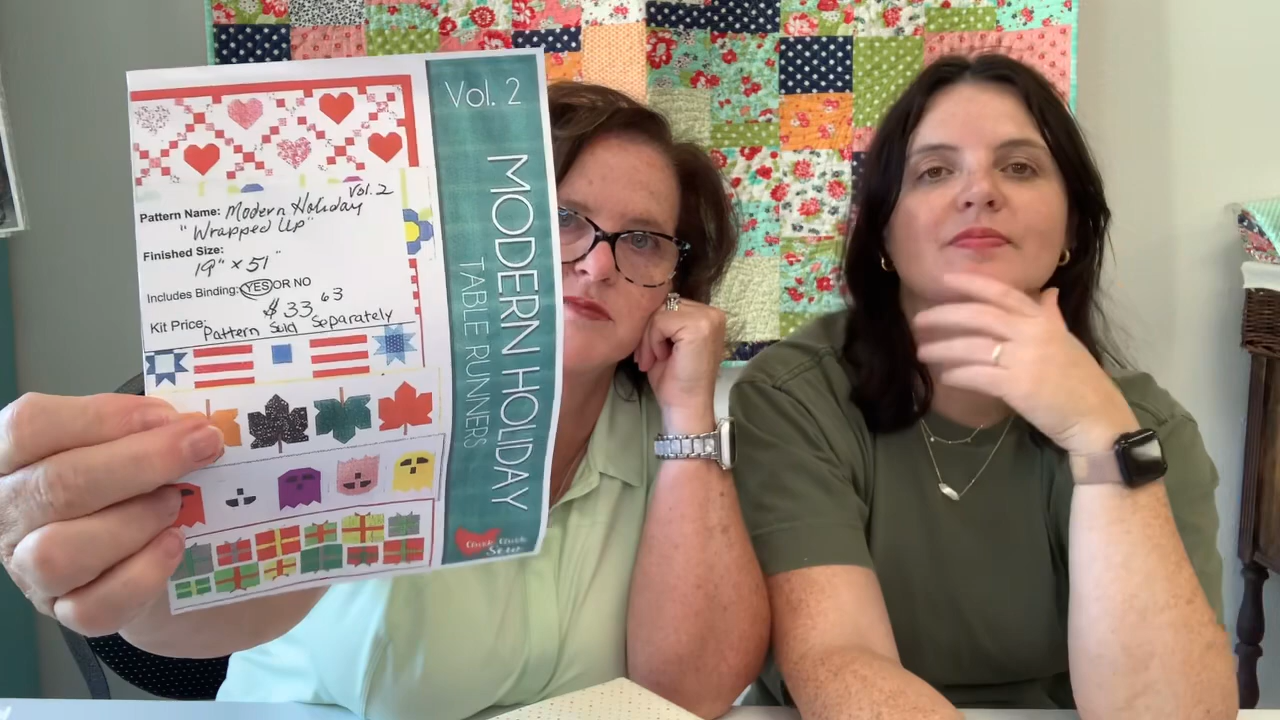 Vol. 2
MODERN HOLIDAY
TABLE RUNNERS
Vol. 2
Pattern Name: Modern Holiday
"Wrapped Up"
Finished Size:
19" x 51"
Includes Binding: YES OR NO
Kit Price: $33.63
Pattern Sold Separately